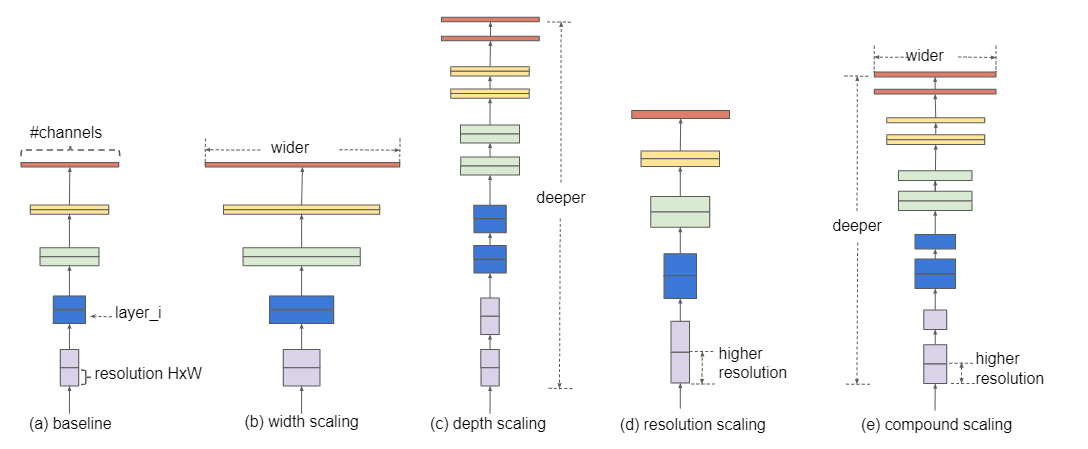 #channels
layer_i
resolution HxW
(a) baseline
wider
(b) width scaling
deeper
(c) depth scaling
higher
resolution
(d) resolution scaling
wider
deeper
higher
resolution
(e) compound scaling